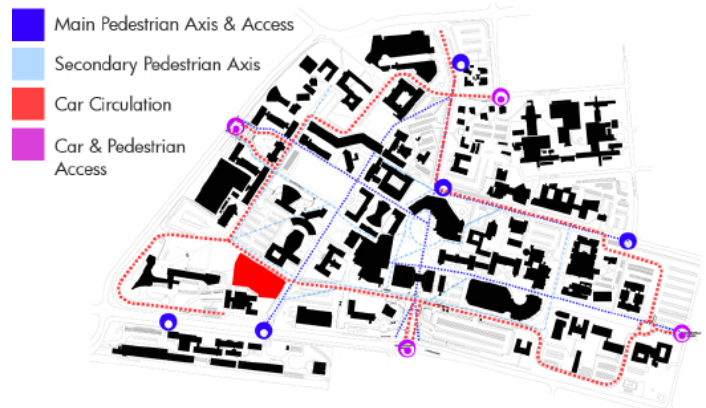 Main Pedestrian Axis & Access
Secondary Pedestrian Axis
Car Circulation
Car & Pedestrian
Access